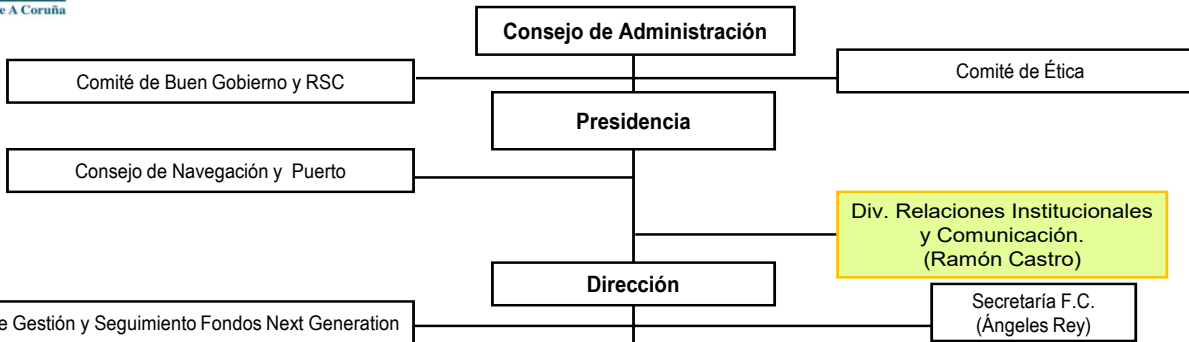 e A Coruña
Consejo de Administración
Comité de Buen Gobierno y RSC
Comité de Ética
Presidencia
Consejo de Navegación y Puerto
Div. Relaciones Institucionales
y Comunicación.
(Ramón Castro)
Dirección
e Gestión y Seguimiento Fondos Next Generation
Secretaría F.C.
(Ángeles Rey)